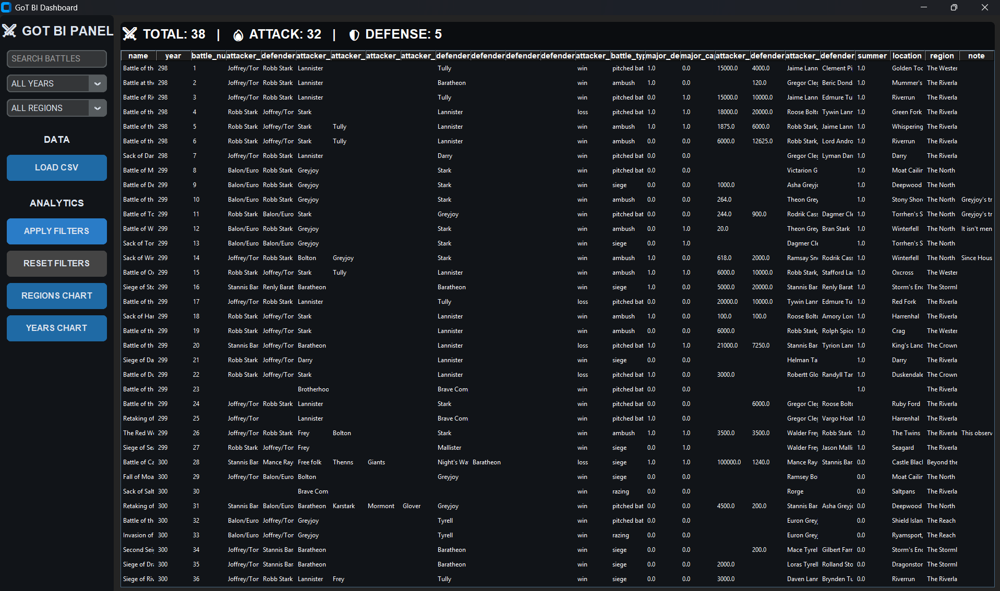 GoT BI Dashboard
GOT BI PANEL
SEARCH BATTLES
ALL YEARS
ALL REGIONS
DATA
LOAD CSV
ANALYTICS
APPLY FILTERS
RESET FILTERS
REGIONS CHART
YEARS CHART
TOTAL: 38 | ATTACK: 32 | DEFENSE: 5
name year battle_nu attacker_ defender attacker_ attacker_ attacker_ attacker_ defender defender defender defender attacker_ battle_typ major_de major_ca attacker_ defender attacker_ defender summer location region note
Battle of th 298 1 Joffrey/Tor Robb Stark Lannister Tully win pitched bat 1.0 0.0 15000.0 4000.0 Jaime Lann Clement Pi 1.0 Golden Toc The Wester
Battle at the 298 2 Joffrey/Tor Robb Stark Lannister Baratheon win ambush 1.0 0.0 120.0 Gregor Cleg Beric Dond 1.0 Mummer's The Riverla
Battle of Riv 298 3 Joffrey/Tor Robb Stark Lannister Tully win pitched bat 0.0 1.0 15000.0 10000.0 Jaime Lann Edmure Tu 1.0 Riverrun The Riverla
Battle of th 298 4 Robb Stark Joffrey/Tor Stark Lannister loss pitched bat 1.0 1.0 18000.0 20000.0 Roose Bolto Tywin Lann 1.0 Green Fork The Riverla
Battle of th 298 5 Robb Stark Joffrey/Tor Stark Tully Lannister win ambush 1.0 1.0 1875.0 6000.0 Robb Stark, Jaime Lann 1.0 Whispering The Riverla
Battle of th 298 6 Robb Stark Joffrey/Tor Stark Tully Lannister win ambush 0.0 0.0 6000.0 12625.0 Robb Stark, Lord Andro 1.0 Riverrun The Riverla
Sack of Dar 298 7 Joffrey/Tor Robb Stark Lannister Darry win pitched bat 0.0 0.0 Gregor Cleg Lyman Darr 1.0 Darry The Riverla
Battle of M 299 8 Balon/Euro Robb Stark Greyjoy Stark win pitched bat 0.0 0.0 Victarion G 1.0 Moat Cailin The North
Battle of De 299 9 Balon/Euro Robb Stark Greyjoy Stark win siege 0.0 0.0 1000.0 Asha Greyjo 1.0 Deepwood The North
Battle of th 299 10 Balon/Euro Robb Stark Greyjoy Stark win ambush 0.0 0.0 264.0 Theon Grey 1.0 Stony Shore The North Greyjoy's tr
Battle of To 299 11 Robb Stark Balon/Euro Stark Greyjoy win pitched bat 0.0 0.0 244.0 900.0 Rodrik Cass Dagmer Cle 1.0 Torrhen's S The North Greyjoy's tr
Battle of W 299 12 Balon/Euro Robb Stark Greyjoy Stark win ambush 0.0 1.0 20.0 Theon Grey Bran Stark 1.0 Winterfell The North It isn't men
Sack of Tor 299 13 Balon/Euro Balon/Euro Greyjoy Stark win siege 0.0 1.0 Dagmer Cle 1.0 Torrhen's S The North
Sack of Win 299 14 Joffrey/Tor Robb Stark Bolton Greyjoy Stark win ambush 1.0 0.0 618.0 2000.0 Ramsay Sno Rodrik Cass 1.0 Winterfell The North Since Hous
Battle of Ox 299 15 Robb Stark Joffrey/Tor Stark Tully Lannister win ambush 1.0 1.0 6000.0 10000.0 Robb Stark, Stafford Lar 1.0 Oxcross The Wester
Siege of Sto 299 16 Stannis Bar Renly Barat Baratheon Baratheon win siege 1.0 0.0 5000.0 20000.0 Stannis Bar Renly Barat 1.0 Storm's End The Storml
Battle of th 299 17 Joffrey/Tor Robb Stark Lannister Tully loss pitched bat 0.0 0.0 20000.0 10000.0 Tywin Lann Edmure Tu 1.0 Red Fork The Riverla
Sack of Har 299 18 Robb Stark Joffrey/Tor Stark Lannister win ambush 1.0 0.0 100.0 100.0 Roose Bolto Amory Lorc 1.0 Harrenhal The Riverla
Battle of th 299 19 Robb Stark Joffrey/Tor Stark Lannister win ambush 0.0 0.0 6000.0 Robb Stark, Rolph Spice 1.0 Crag The Wester
Battle of th 299 20 Stannis Bar Joffrey/Tor Baratheon Lannister loss pitched bat 1.0 1.0 21000.0 7250.0 Stannis Bar Tyrion Lanr 1.0 King's Land The Crown
Siege of Da 299 21 Robb Stark Joffrey/Tor Darry Lannister win siege 0.0 0.0 Helman Ta 1.0 Darry The Riverla
Battle of Du 299 22 Robb Stark Joffrey/Tor Stark Lannister loss pitched bat 1.0 0.0 3000.0 Robertt Glo Randyll Tar 1.0 Duskendale The Crown
Battle of th 299 23 Brotherhoo Brave Com win pitched bat 0.0 0.0 1.0 The Riverla
Battle of th 299 24 Joffrey/Tor Robb Stark Lannister Stark win pitched bat 0.0 0.0 6000.0 Gregor Cleg Roose Bolto 1.0 Ruby Ford The Riverla
Retaking of 299 25 Joffrey/Tor Lannister Brave Com win pitched bat 1.0 0.0 Gregor Cleg Vargo Hoat 1.0 Harrenhal The Riverla
The Red We 299 26 Joffrey/Tor Robb Stark Frey Bolton Stark win ambush 1.0 1.0 3500.0 3500.0 Walder Frey Robb Stark 1.0 The Twins The Riverla This observ
Siege of Sea 299 27 Robb Stark Joffrey/Tor Frey Mallister win siege 0.0 1.0 Walder Frey Jason Malli 1.0 Seagard The Riverla
Battle of Ca 300 28 Stannis Bar Mance Ray Free folk Thenns Giants Night's Wa Baratheon loss siege 1.0 1.0 100000.0 1240.0 Mance Ray Stannis Bar 0.0 Castle Blacl Beyond the
Fall of Moa 300 29 Joffrey/Tor Balon/Euro Bolton Greyjoy win siege 0.0 0.0 Ramsey Bo 0.0 Moat Cailin The North
Sack of Salt 300 30 Brave Com win razing 0.0 0.0 Rorge 0.0 Saltpans The Riverla
Retaking of 300 31 Stannis Bar Balon/Euro Baratheon Karstark Mormont Glover Greyjoy win pitched bat 0.0 0.0 4500.0 200.0 Stannis Bar Asha Greyjo 0.0 Deepwood The North
Battle of the 300 32 Balon/Euro Joffrey/Tor Greyjoy Tyrell win pitched bat 0.0 0.0 Euron Grey 0.0 Shield Islan The Reach
Invasion of 300 33 Balon/Euro Joffrey/Tor Greyjoy Tyrell win razing 0.0 0.0 Euron Grey 0.0 Ryamsport, The Reach
Second Seig 300 34 Joffrey/Tor Stannis Bar Baratheon Baratheon win siege 0.0 0.0 200.0 Mace Tyrel Gilbert Farr 0.0 Storm's End The Storml
Siege of Dra 300 35 Joffrey/Tor Stannis Bar Baratheon Baratheon win siege 0.0 0.0 2000.0 Loras Tyrell Rolland Sto 0.0 Dragonstor The Storml
Siege of Riv 300 36 Joffrey/Tor Robb Stark Lannister Frey Tully win siege 0.0 0.0 3000.0 Daven Lanr Brynden Tu 0.0 Riverrun The Riverla